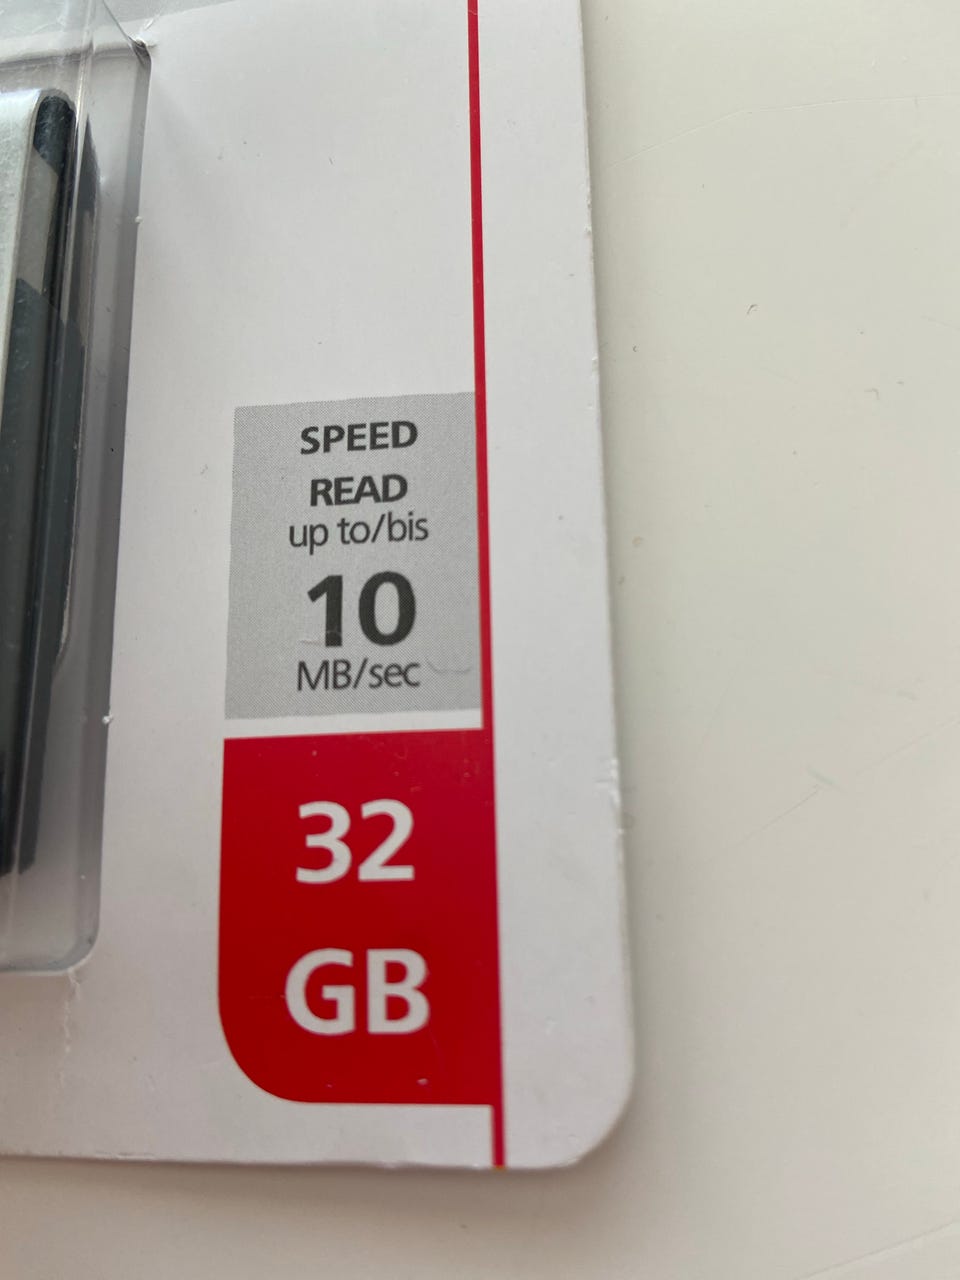 SPEED
READ
up to/bis
10
MB/sec
32
GB